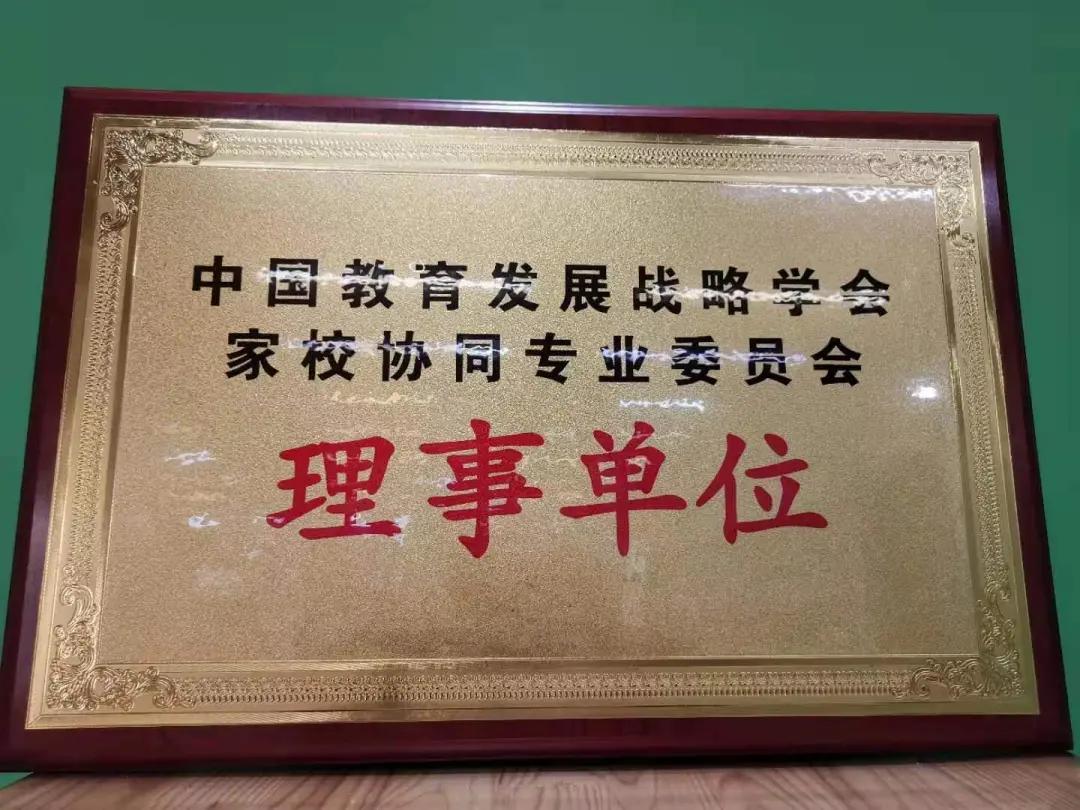 中国教育发展战略学会
家校协同专业委员会
理事单位